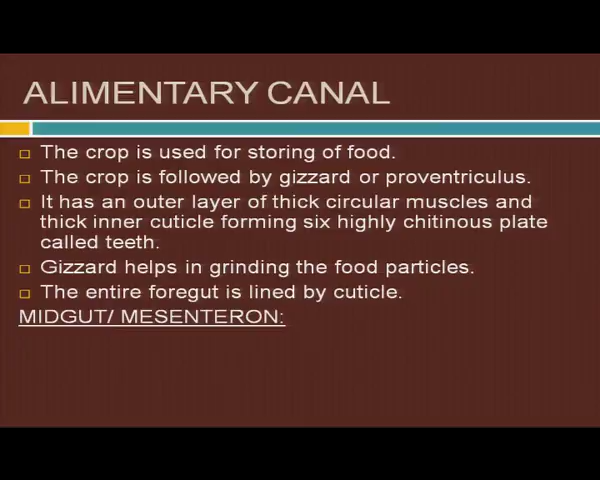 ALIMENTARY CANAL
The crop is used for storing of food.
The crop is followed by gizzard or proventriculus.
It has an outer layer of thick circular muscles and
thick inner cuticle forming six highly chitinous plate
called teeth.
Gizzard helps in grinding the food particles.
The entire foregut is lined by cuticle.
MIDGUT/ MESENTERON: